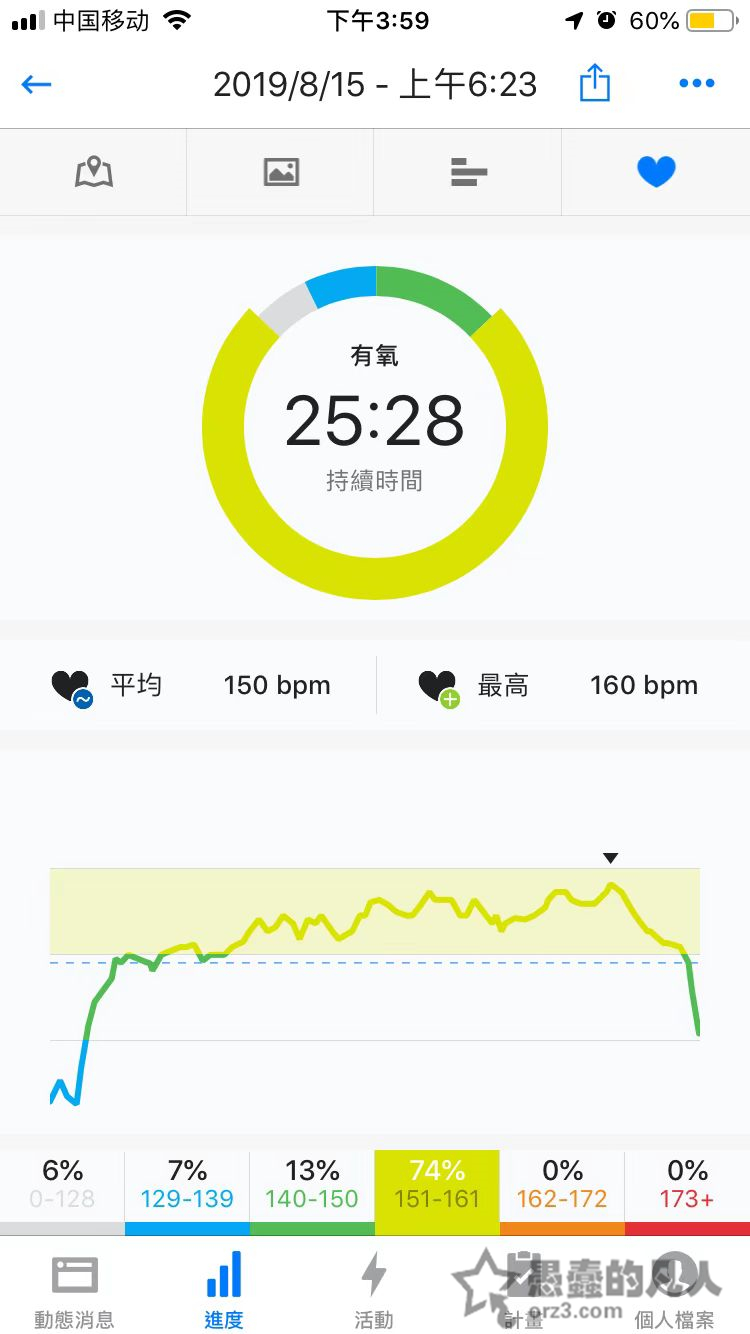 中国移动 下午3:59 60%
2019/8/15 - 上午6:23
有氧
25:28
持續時間
平均 150 bpm 最高 160 bpm
6% 7% 13% 74% 0% 0%
0-128 129-139 140-150 151-161 162-172 173+
動態消息 進度 活動 計畫 個人檔案
愚蠢的凡人
orz3.com